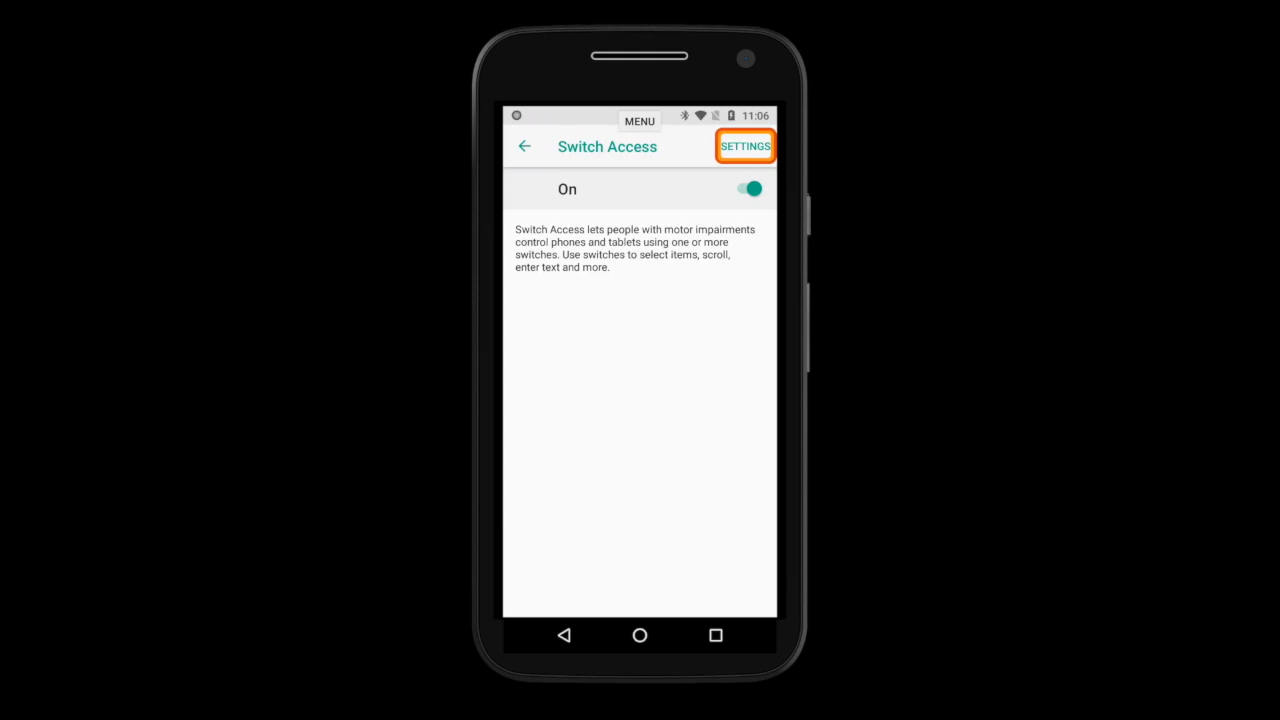 MENU
11:06
Switch Access
SETTINGS
On
Switch Access lets people with motor impairments
control phones and tablets using one or more
switches. Use switches to select items, scroll,
enter text and more.